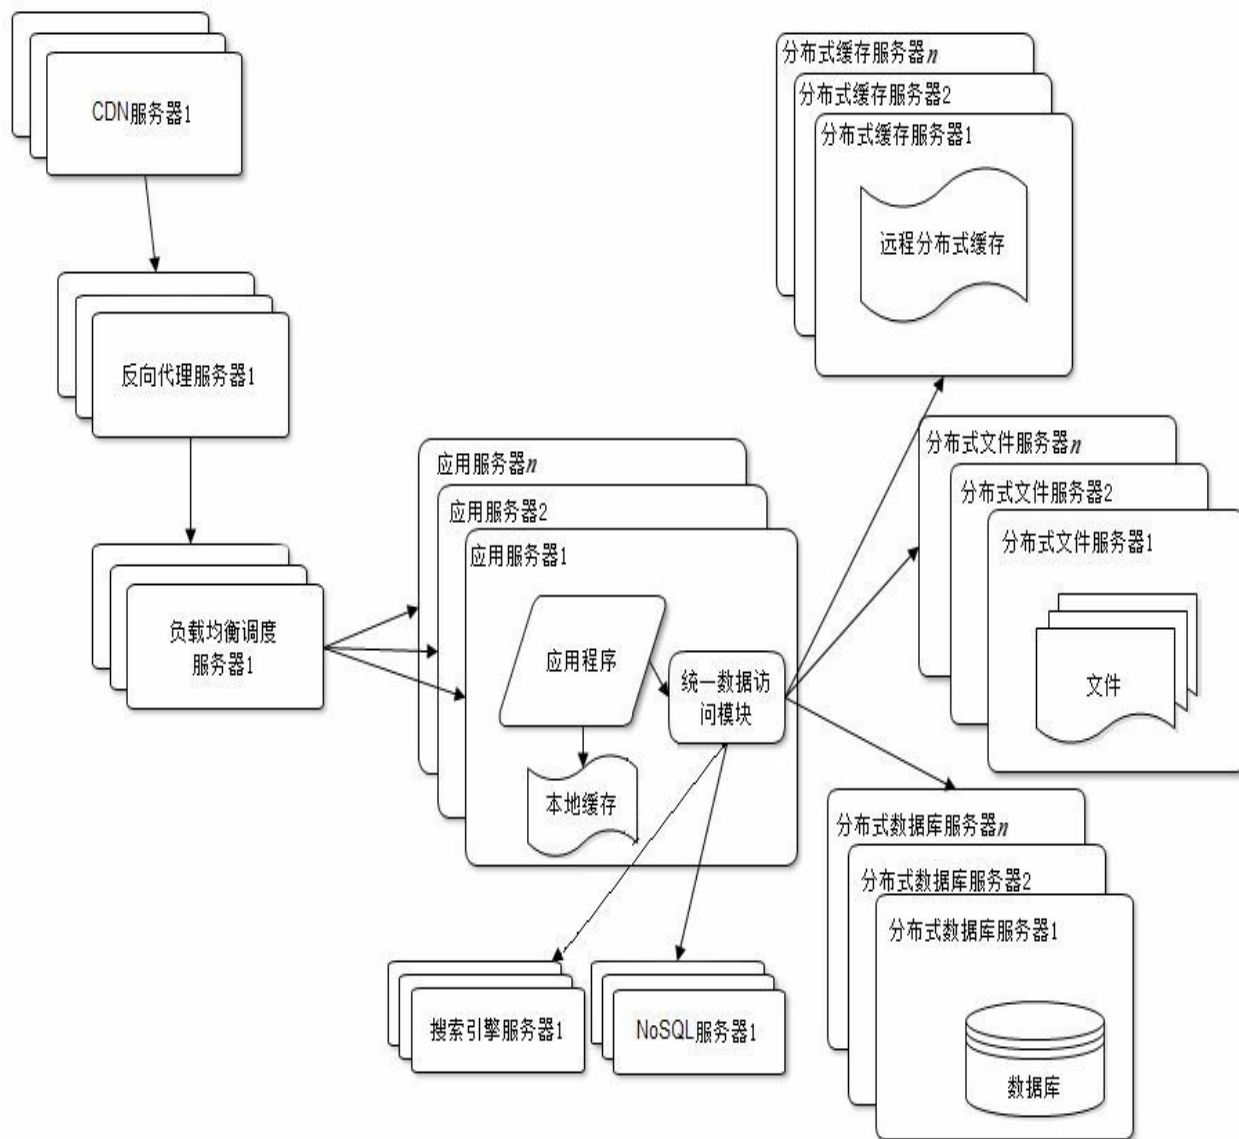 CDN服务器1
反向代理服务器1
负载均衡调度
服务器1
应用服务器n
应用服务器2
应用服务器1
应用程序
统一数据访
问模块
本地缓存
搜索引擎服务器1
NoSQL服务器1
分布式缓存服务器n
分布式缓存服务器2
分布式缓存服务器1
远程分布式缓存
分布式文件服务器n
分布式文件服务器2
分布式文件服务器1
文件
分布式数据库服务器n
分布式数据库服务器2
分布式数据库服务器1
数据库